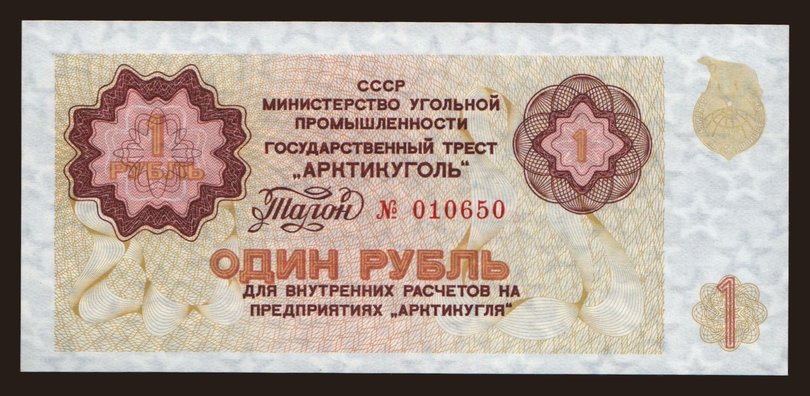 1
РУБЛЬ
СССР
МИНИСТЕРСТВО УГОЛЬНОЙ
ПРОМЫШЛЕННОСТИ
ГОСУДАРСТВЕННЫЙ ТРЕСТ
„АРКТИКУГОЛЬ"
Талон № 010650
ОДИН РУБЛЬ
ДЛЯ ВНУТРЕННИХ РАСЧЕТОВ НА
ПРЕДПРИЯТИЯХ „АРКТИКУГЛЯ"
1
1